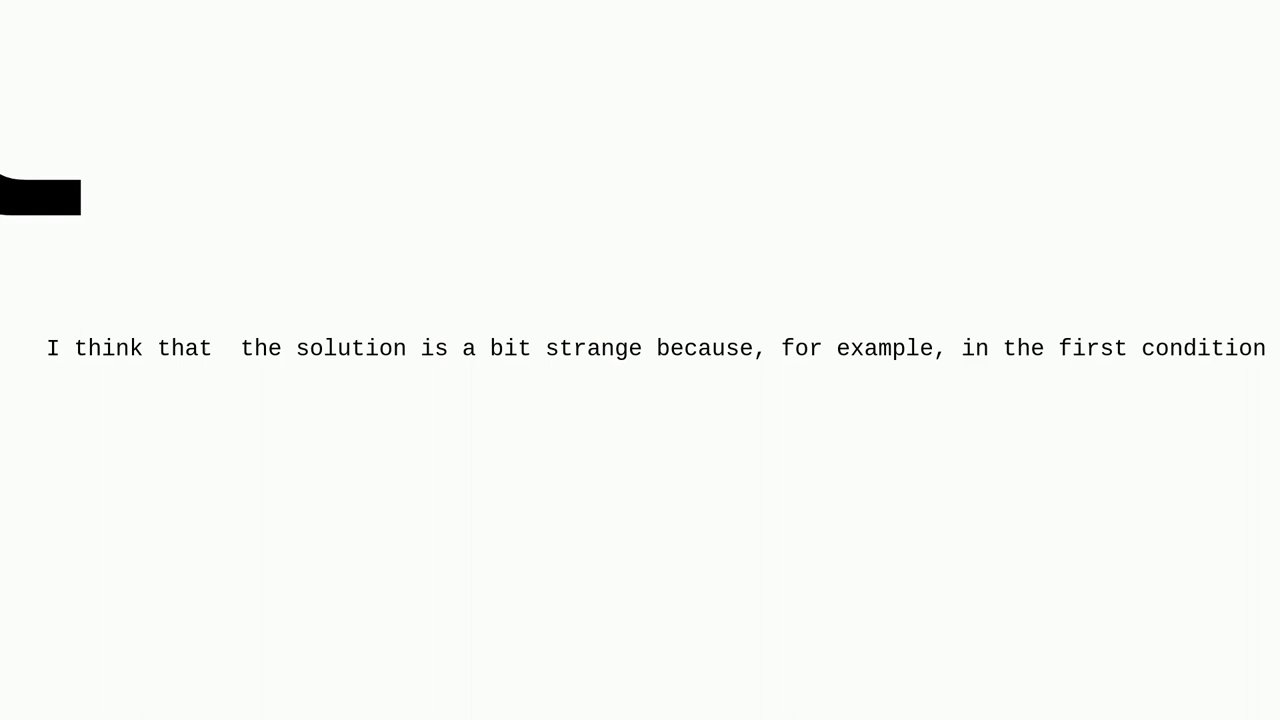 I think that  the solution is a bit strange because, for example, in the first condition